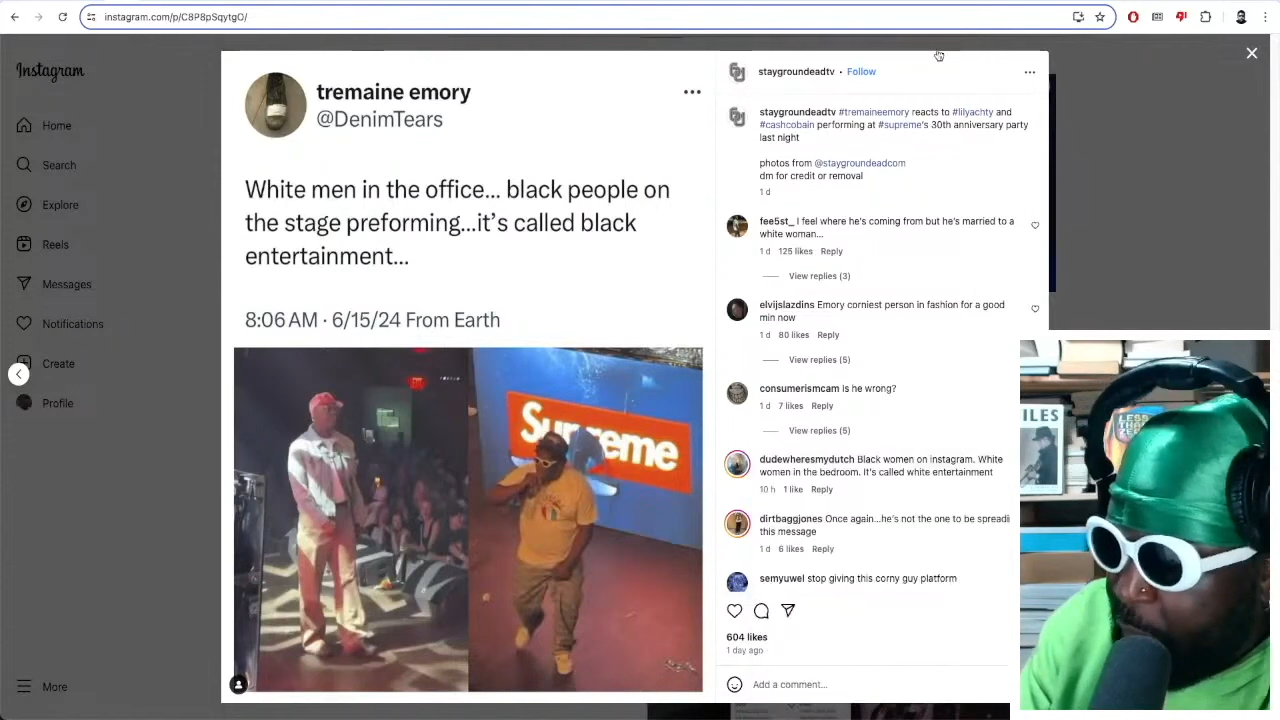 instagram.com/p/C8P8pSqytgO/
Instagram
Home
Search
Explore
Reels
Messages
Notifications
Create
Profile
More
tremaine emory
@DenimTears
White men in the office... black people on
the stage preforming...it's called black
entertainment...
8:06 AM · 6/15/24 From Earth
Supreme
staygroundeadtv • Follow
staygroundeadtv #tremaineemory reacts to #lilyachty and
#cashcobain performing at #supreme's 30th anniversary party
last night
photos from @staygroundeadcom
dm for credit or removal
1 d
fee5st_ I feel where he's coming from but he's married to a
white woman...
1 d 125 likes Reply
View replies (3)
elvijslazdins Emory corniest person in fashion for a good
min now
1 d 80 likes Reply
View replies (5)
consumerismcam Is he wrong?
1 d 7 likes Reply
View replies (5)
dudewheresmydutch Black women on instagram. White
women in the bedroom. It's called white entertainment
10 h 1 like Reply
dirtbaggjones Once again...he's not the one to be spreadi
this message
1 d 6 likes Reply
semyuwel stop giving this corny guy platform
604 likes
1 day ago
Add a comment...
ILES
LESS
THAN